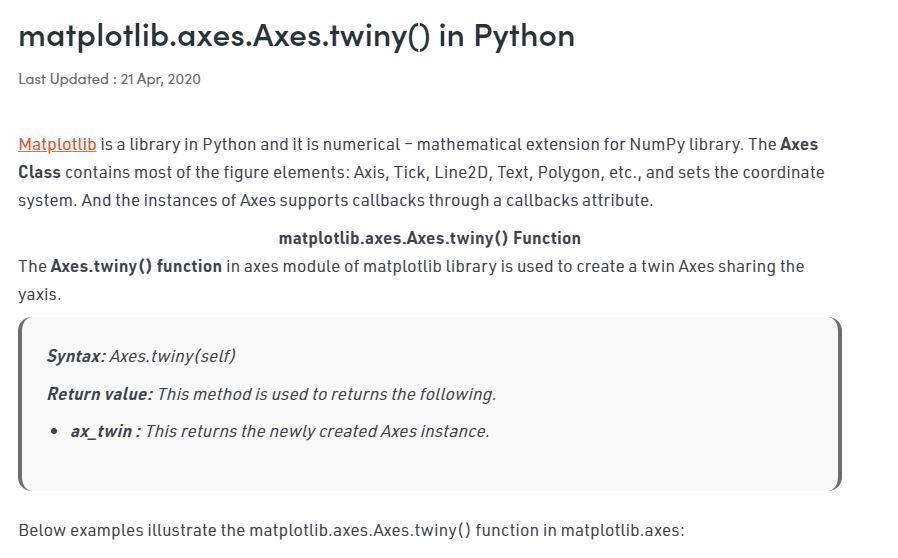 matplotlib.axes.Axes.twiny() in Python
Last Updated : 21 Apr, 2020
Matplotlib is a library in Python and it is numerical – mathematical extension for NumPy library. The Axes
Class contains most of the figure elements: Axis, Tick, Line2D, Text, Polygon, etc., and sets the coordinate
system. And the instances of Axes supports callbacks through a callbacks attribute.
matplotlib.axes.Axes.twiny() Function
The Axes.twiny() function in axes module of matplotlib library is used to create a twin Axes sharing the
yaxis.
Syntax: Axes.twiny(self)
Return value: This method is used to returns the following.
• ax_twin : This returns the newly created Axes instance.
Below examples illustrate the matplotlib.axes.Axes.twiny() function in matplotlib.axes: